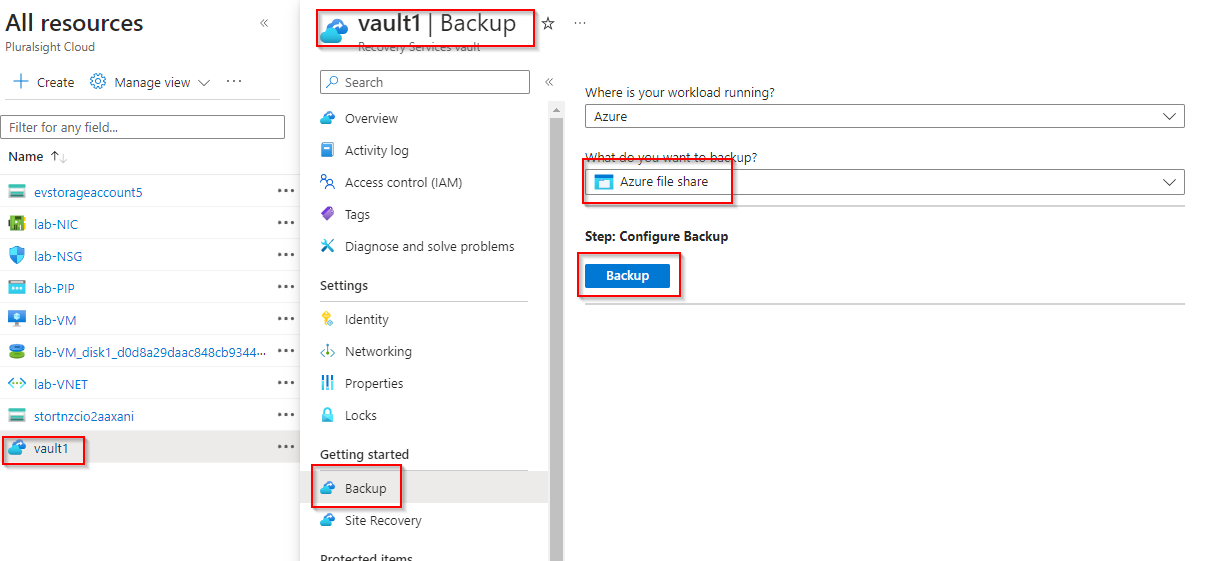 All resources
Pluralsight Cloud
Create
Manage view
Filter for any field...
Name
evstorageaccount5
lab-NIC
lab-NSG
lab-PIP
lab-VM
lab-VM_disk1_d0d8a29daac848cb9344...
lab-VNET
stortnzcio2aaxani
vault1
vault1 | Backup
Recovery Services vault
Search
Overview
Activity log
Access control (IAM)
Tags
Diagnose and solve problems
Settings
Identity
Networking
Properties
Locks
Getting started
Backup
Site Recovery
Protected items
Where is your workload running?
Azure
What do you want to backup?
Azure file share
Step: Configure Backup
Backup